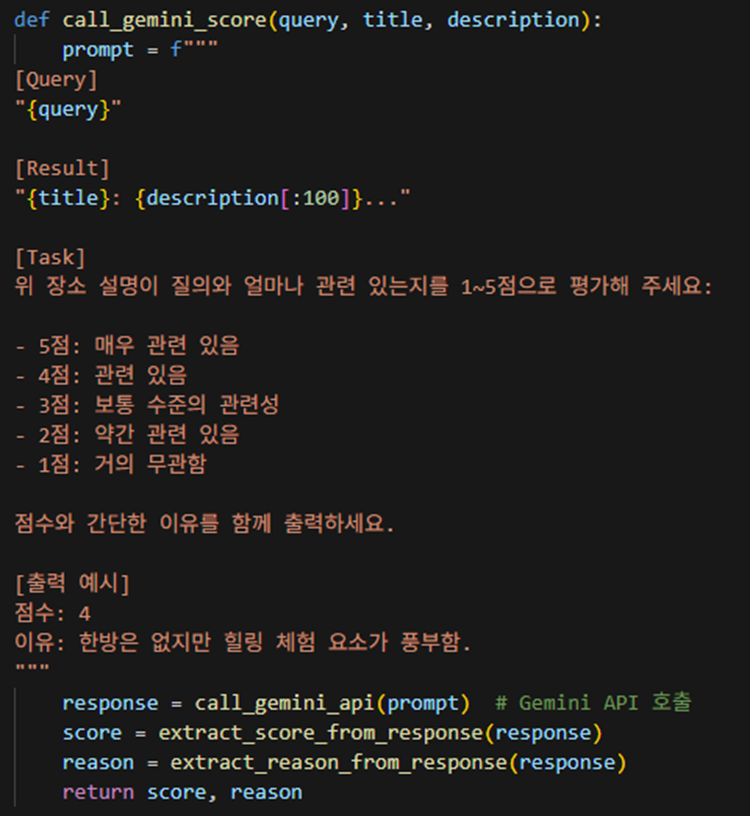 def call_gemini_score(query, title, description):
    prompt = f"""
[Query]
"{query}"

[Result]
"{title}: {description[:100]}..."

[Task]
위 장소 설명이 질의와 얼마나 관련 있는지를 1~5점으로 평가해 주세요:

- 5점: 매우 관련 있음
- 4점: 관련 있음
- 3점: 보통 수준의 관련성
- 2점: 약간 관련 있음
- 1점: 거의 무관함

점수와 간단한 이유를 함께 출력하세요.

[출력 예시]
점수: 4
이유: 한방은 없지만 힐링 체험 요소가 풍부함.
"""
    response = call_gemini_api(prompt)  # Gemini API 호출
    score = extract_score_from_response(response)
    reason = extract_reason_from_response(response)
    return score, reason